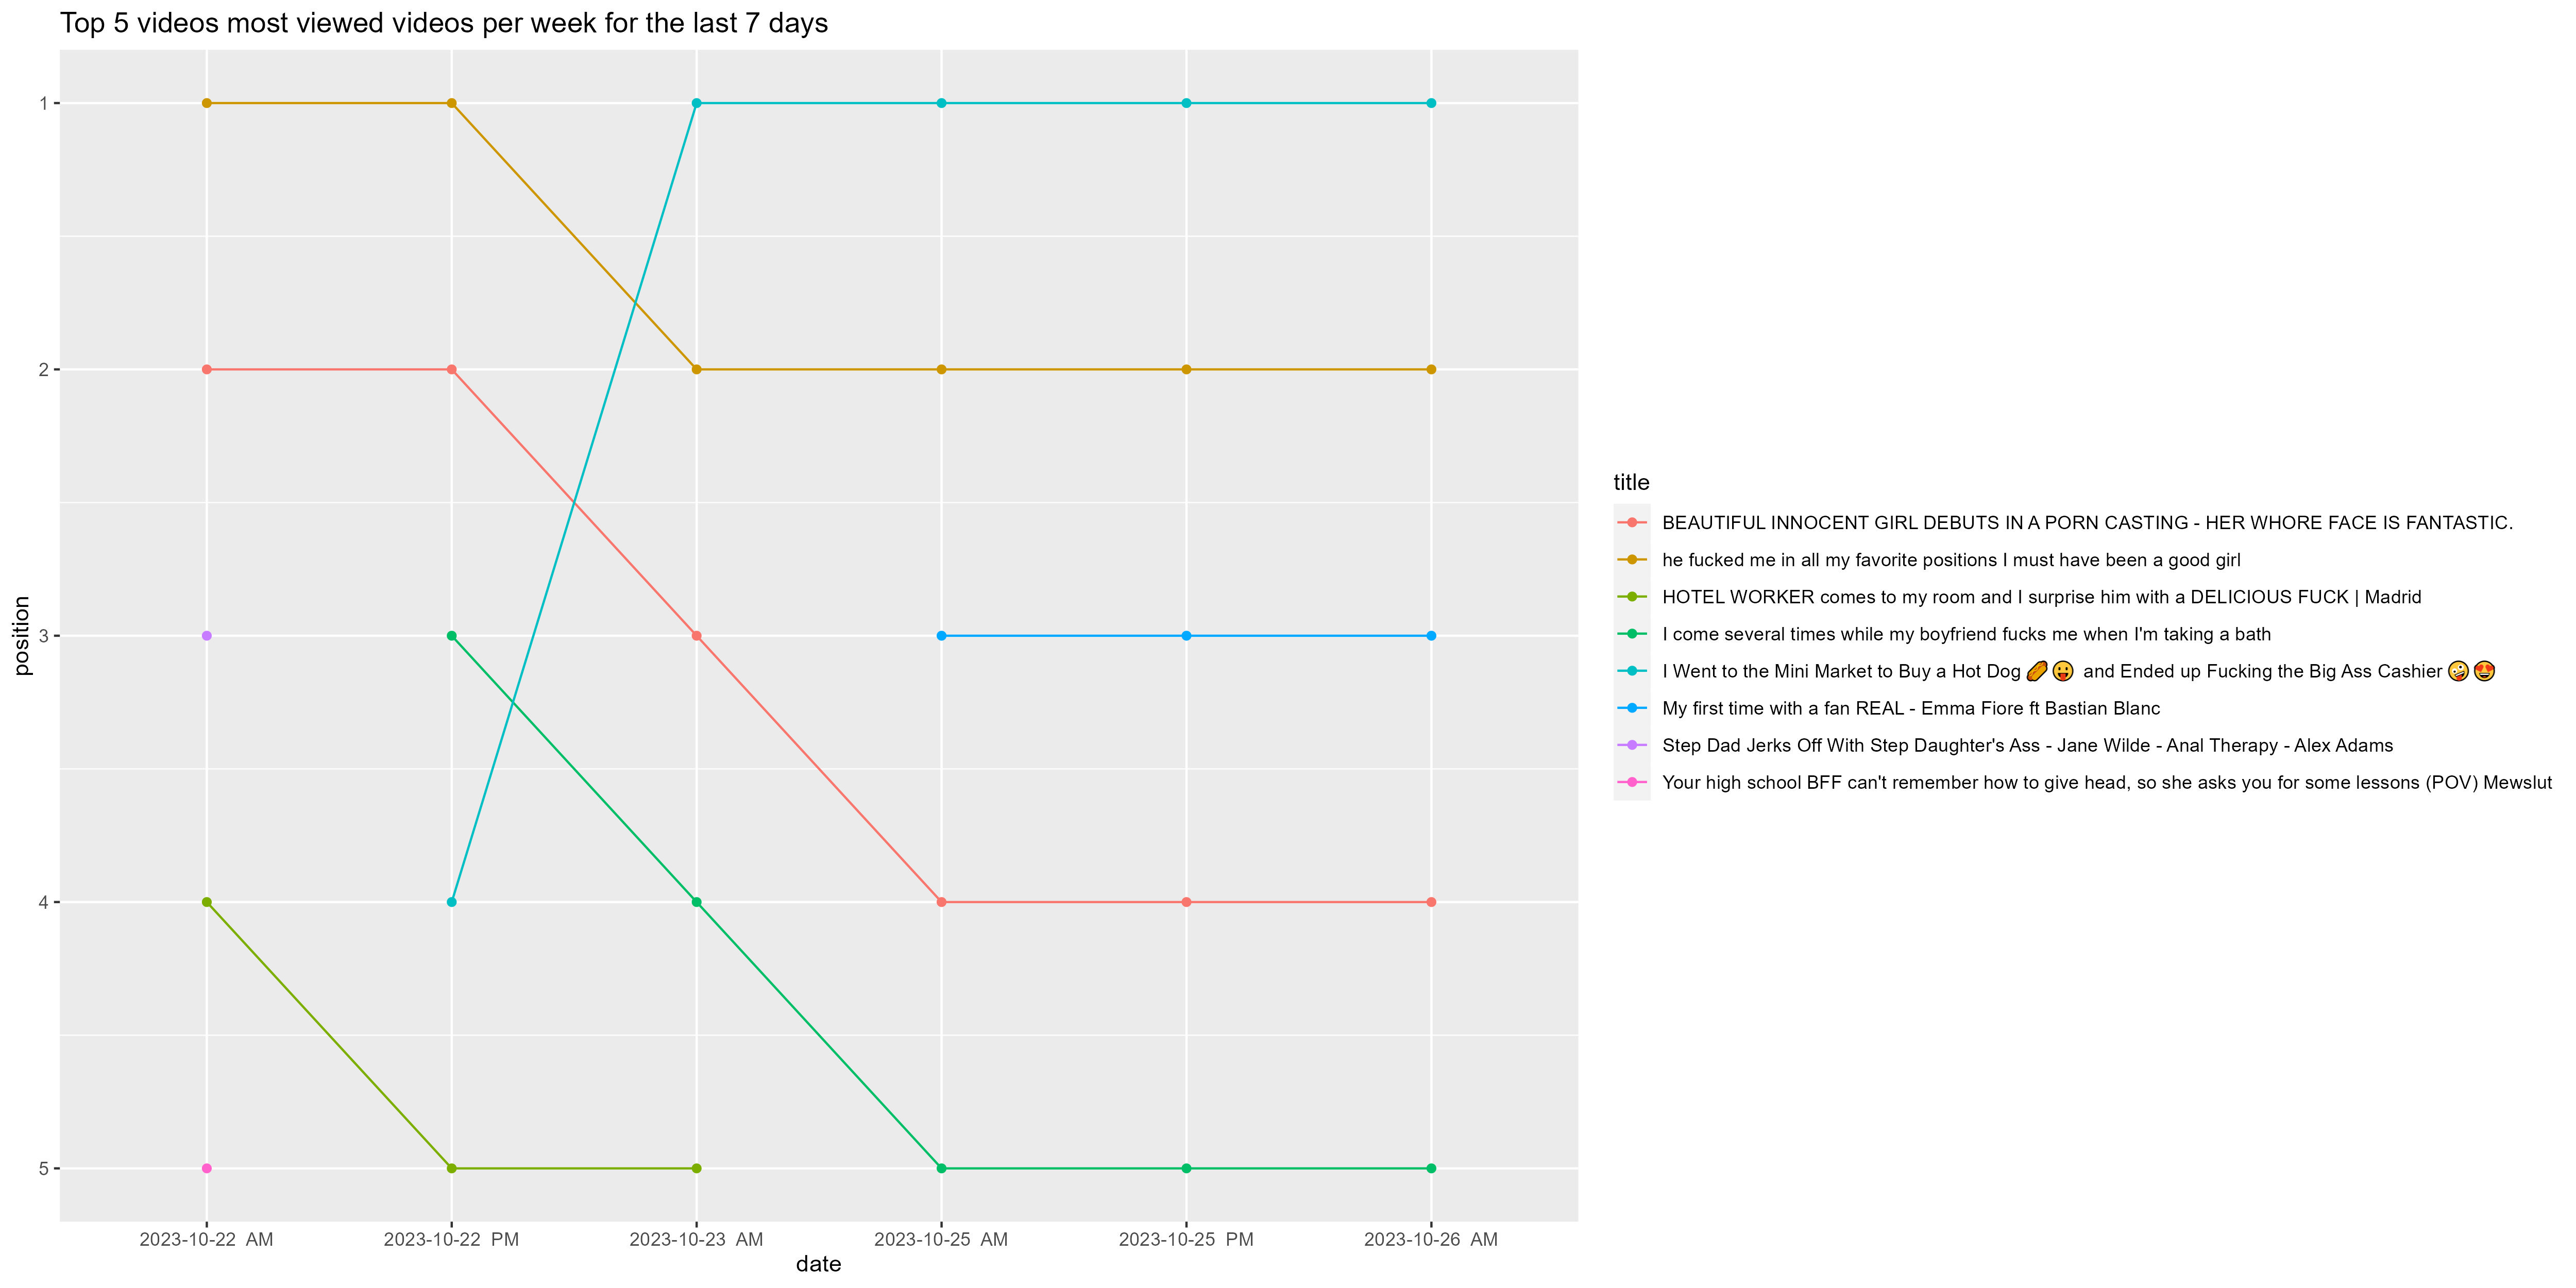 Top 5 videos most viewed videos per week for the last 7 days
1
2
3
4
5
position
2023-10-22 AM
2023-10-22 PM
2023-10-23 AM
2023-10-25 AM
2023-10-25 PM
2023-10-26 AM
date
title
BEAUTIFUL INNOCENT GIRL DEBUTS IN A PORN CASTING - HER WHORE FACE IS FANTASTIC.
he fucked me in all my favorite positions I must have been a good girl
HOTEL WORKER comes to my room and I surprise him with a DELICIOUS FUCK | Madrid
I come several times while my boyfriend fucks me when I'm taking a bath
I Went to the Mini Market to Buy a Hot Dog 🌭😛 and Ended up Fucking the Big Ass Cashier 🤪😍
My first time with a fan REAL - Emma Fiore ft Bastian Blanc
Step Dad Jerks Off With Step Daughter's Ass - Jane Wilde - Anal Therapy - Alex Adams
Your high school BFF can't remember how to give head, so she asks you for some lessons (POV) Mewslut